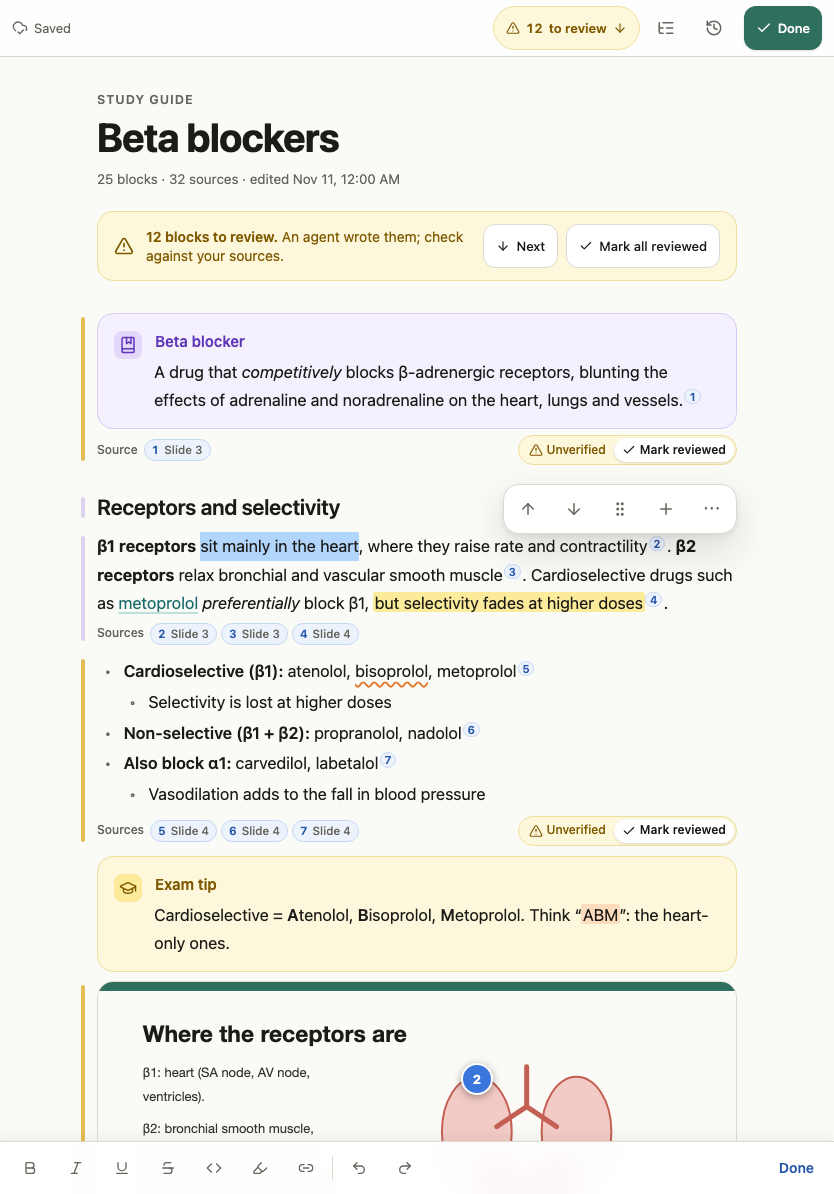 Saved
12 to review
Done
STUDY GUIDE
Beta blockers
25 blocks · 32 sources · edited Nov 11, 12:00 AM
12 blocks to review. An agent wrote them; check
against your sources.
Next
Mark all reviewed
Beta blocker
A drug that competitively blocks β-adrenergic receptors, blunting the
effects of adrenaline and noradrenaline on the heart, lungs and vessels. 1
Source 1 Slide 3
Unverified Mark reviewed
Receptors and selectivity
β1 receptors sit mainly in the heart, where they raise rate and contractility 2 . β2
receptors relax bronchial and vascular smooth muscle 3 . Cardioselective drugs such
as metoprolol preferentially block β1, but selectivity fades at higher doses 4 .
Sources 2 Slide 3 3 Slide 3 4 Slide 4
• Cardioselective (β1): atenolol, bisoprolol, metoprolol 5
◦ Selectivity is lost at higher doses
• Non-selective (β1 + β2): propranolol, nadolol 6
• Also block α1: carvedilol, labetalol 7
◦ Vasodilation adds to the fall in blood pressure
Sources 5 Slide 4 6 Slide 4 7 Slide 4
Unverified Mark reviewed
Exam tip
Cardioselective = Atenolol, Bisoprolol, Metoprolol. Think “ABM”: the heart-
only ones.
Where the receptors are
β1: heart (SA node, AV node,
ventricles).
β2: bronchial smooth muscle,
2
B I U S
Done